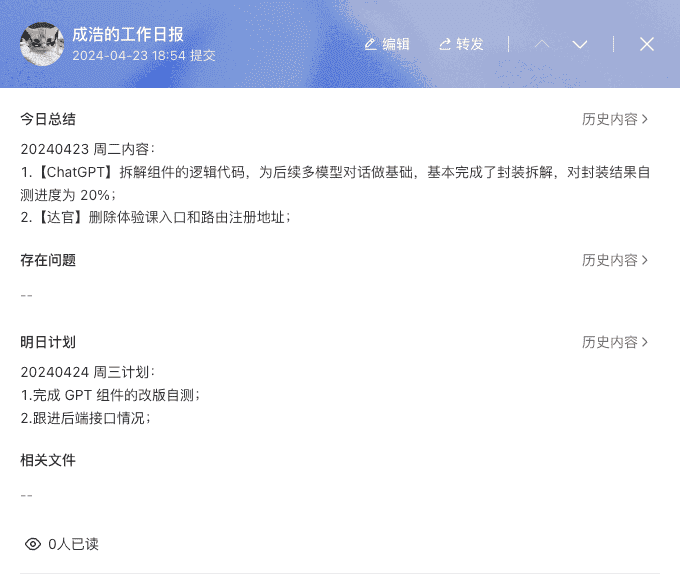 成浩的工作日报
2024-04-23 18:54 提交
编辑
转发
今日总结
历史内容
20240423 周二内容：
1.【ChatGPT】拆解组件的逻辑代码，为后续多模型对话做基础，基本完成了封装拆解，对封装结果自
测进度为 20%；
2.【达官】删除体验课入口和路由注册地址；
存在问题
历史内容
--
明日计划
历史内容
20240424 周三计划：
1.完成 GPT 组件的改版自测；
2.跟进后端接口情况；
相关文件
--
0人已读